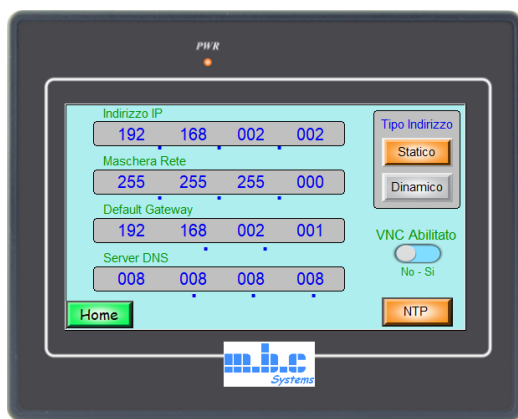 PWR
Indirizzo IP
192 . 168 . 002 . 002
Maschera Rete
255 . 255 . 255 . 000
Default Gateway
192 . 168 . 002 . 001
Server DNS
008 . 008 . 008 . 008
Tipo Indirizzo
Statico
Dinamico
VNC Abilitato
No - Si
Home
NTP
m.b.c
Systems